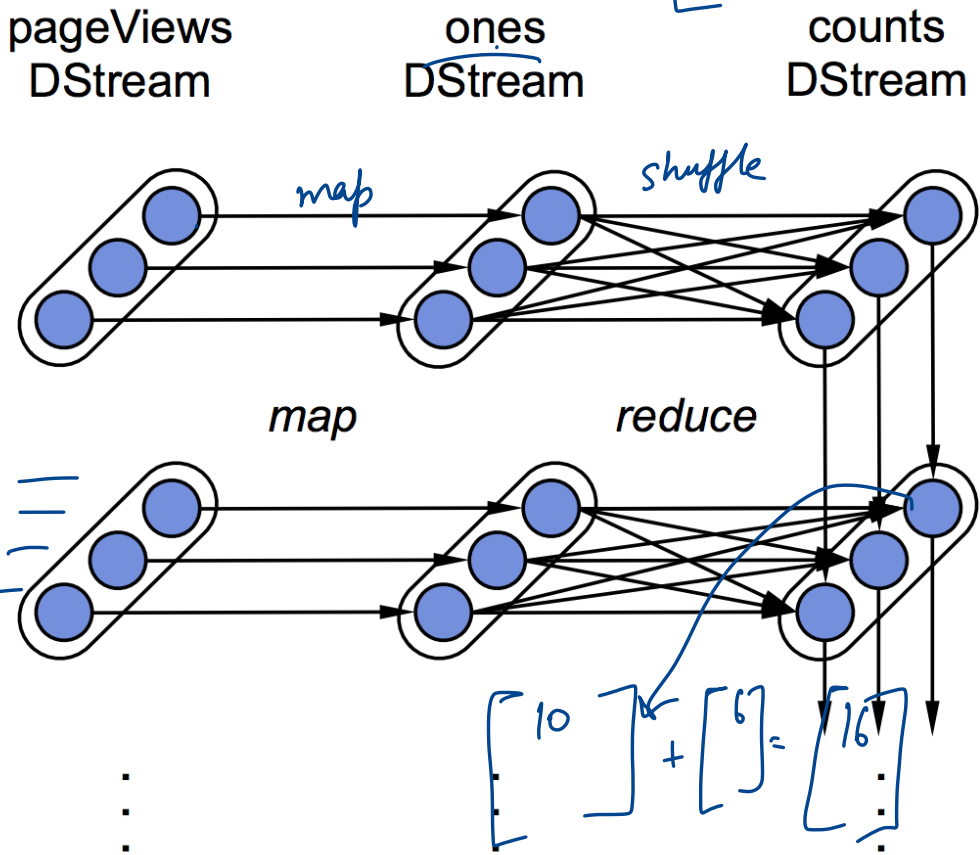 pageViews
DStream
ones
DStream
counts
DStream
map
shuffle
map
reduce
[10] + [6] = [16]